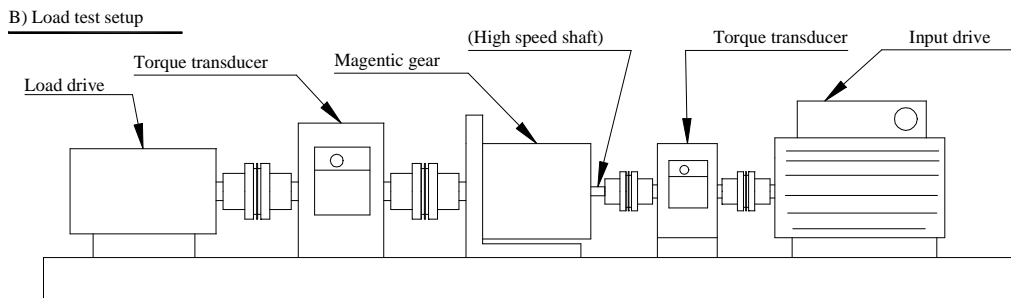 B) Load test setup
(High speed shaft)
Torque transducer
Input drive
Torque transducer
Magentic gear
Load drive